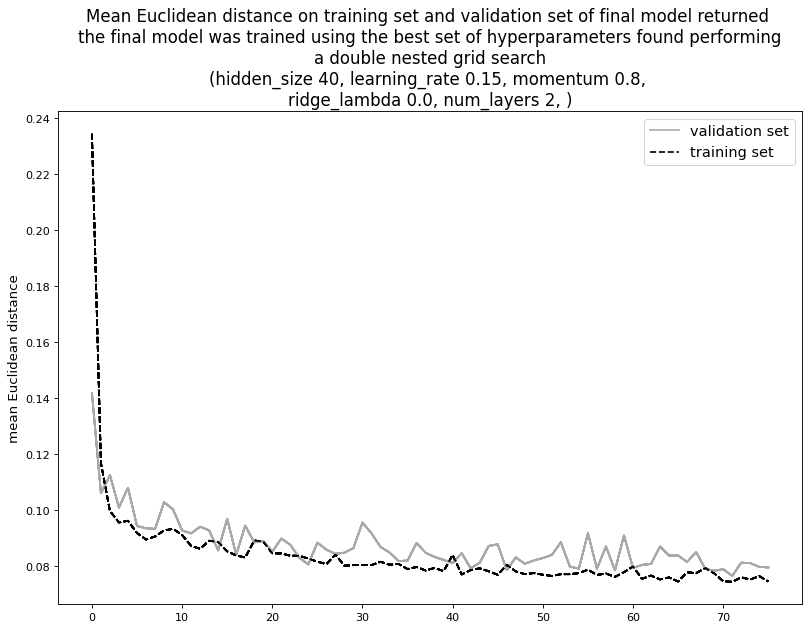 Mean Euclidean distance on training set and validation set of final model returned
the final model was trained using the best set of hyperparameters found performing
a double nested grid search
(hidden_size 40, learning_rate 0.15, momentum 0.8,
ridge_lambda 0.0, num_layers 2, )
validation set
training set
mean Euclidean distance
0.24
0.22
0.20
0.18
0.16
0.14
0.12
0.10
0.08
0 10 20 30 40 50 60 70